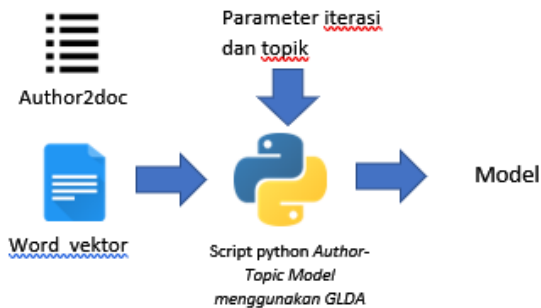 Parameter iterasi
dan topik
Author2doc
Word vektor
Model
Script python Author-
Topic Model
menggunakan GLDA